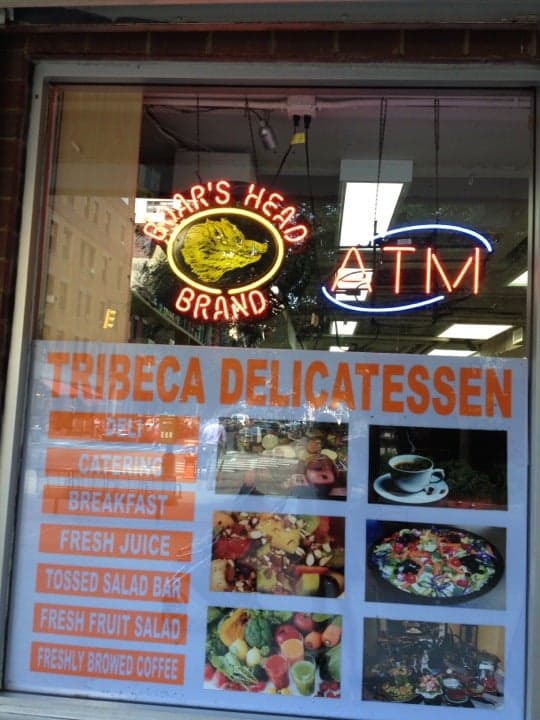 BOAR'S HEAD
BRAND
ATM
TRIBECA DELICATESSEN
DELI
CATERING
BREAKFAST
FRESH JUICE
TOSSED SALAD BAR
FRESH FRUIT SALAD
FRESHLY BROWED COFFEE